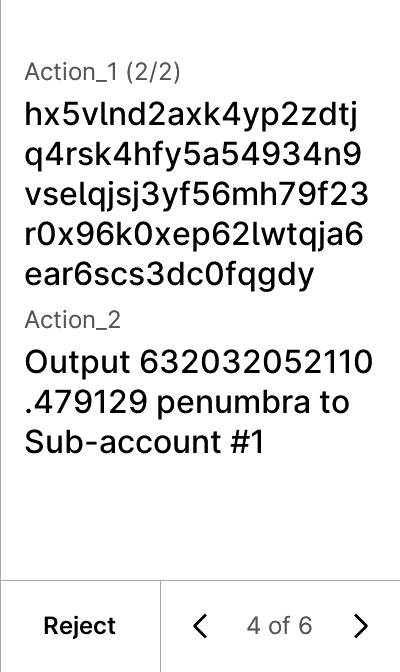 Action_1 (2/2)
hx5vlnd2axk4yp2zdtj
q4rsk4hfy5a54934n9
vselqjsj3yf56mh79f23
r0x96k0xep62lwtqja6
ear6scs3dc0fqgdy
Action_2
Output 632032052110
.479129 penumbra to
Sub-account #1
Reject
4 of 6